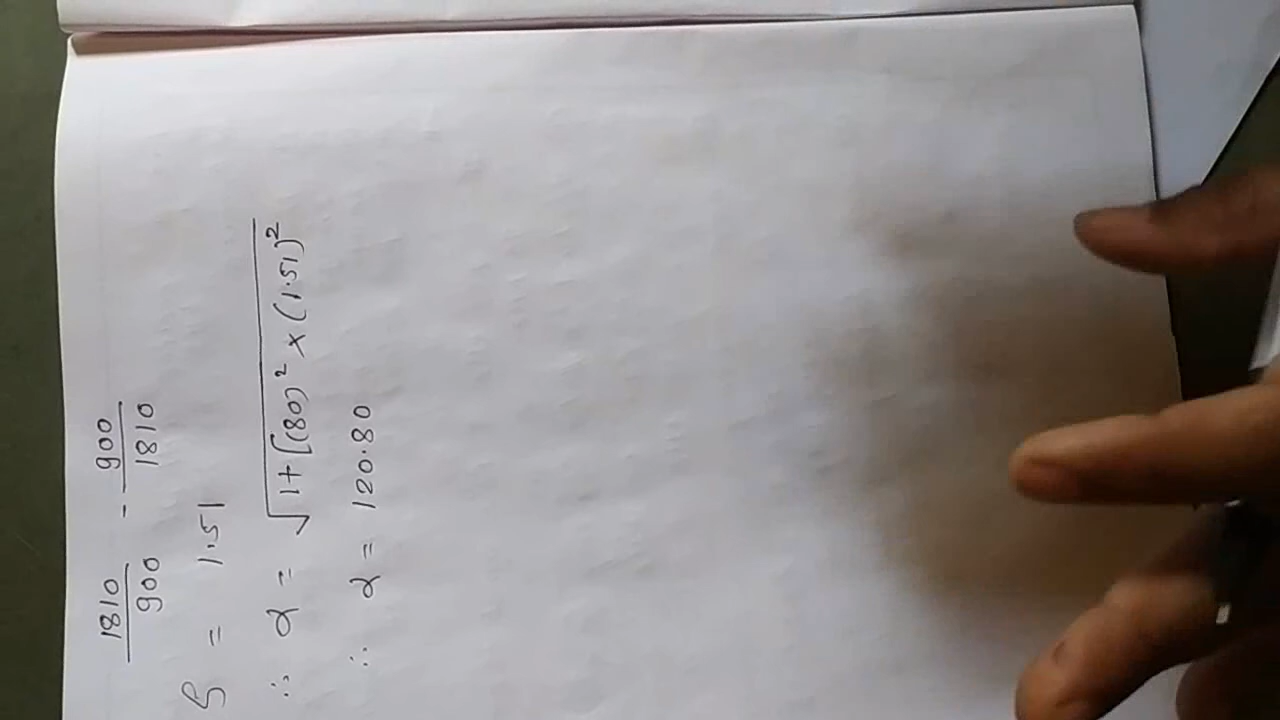 1810/900 - 900/1810
ρ = 1.51
∴ α = √1+[(80)² × (1.51)²
∴ α = 120.80